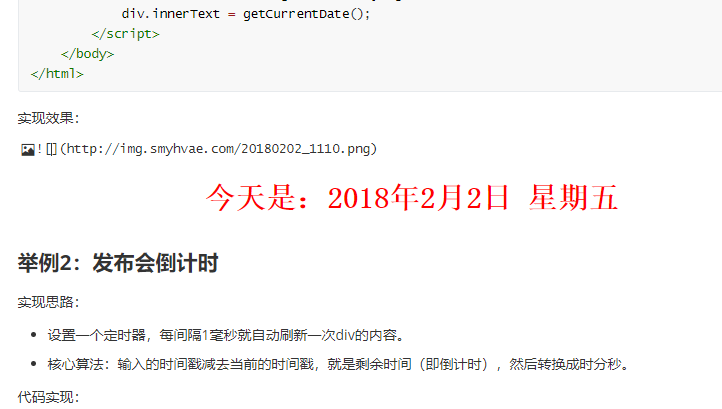 div.innerText = getCurrentDate();
</script>
</body>
</html>
实现效果：
![](http://img.smyhvae.com/20180202_1110.png)
今天是：2018年2月2日 星期五
举例2：发布会倒计时
实现思路：
• 设置一个定时器，每间隔1毫秒就自动刷新一次div的内容。
• 核心算法：输入的时间戳减去当前的时间戳，就是剩余时间（即倒计时），然后转换成时分秒。
代码实现：